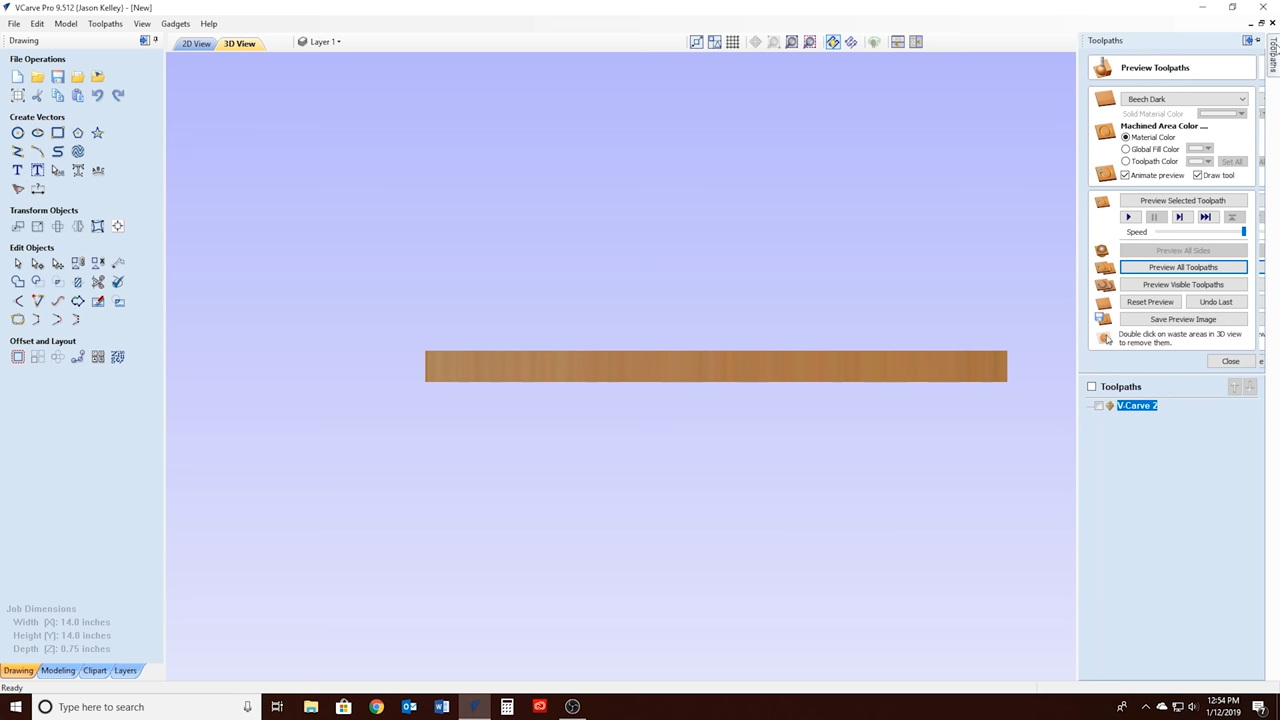 VCarve Pro 9.512 {Jason Kelley} - [New]
File Edit Model Toolpaths View Gadgets Help
Drawing
2D View 3D View Layer 1
Toolpaths
Toolpaths
File Operations
Create Vectors
Transform Objects
Edit Objects
Offset and Layout
Job Dimensions
Width (X): 14.0 inches
Height (Y): 14.0 inches
Depth (Z): 0.75 inches
Drawing Modeling Clipart Layers
Ready
Preview Toolpaths
Beech Dark
Solid Material Color
Machined Area Color ....
Material Color
Global Fill Color
Toolpath Color Set All
Animate preview Draw tool
Preview Selected Toolpath
Speed
Preview All Sides
Preview All Toolpaths
Preview Visible Toolpaths
Reset Preview Undo Last
Save Preview Image
Double click on waste areas in 3D view
to remove them.
Close
Toolpaths
V-Carve 2
Type here to search
12:54 PM
1/12/2019